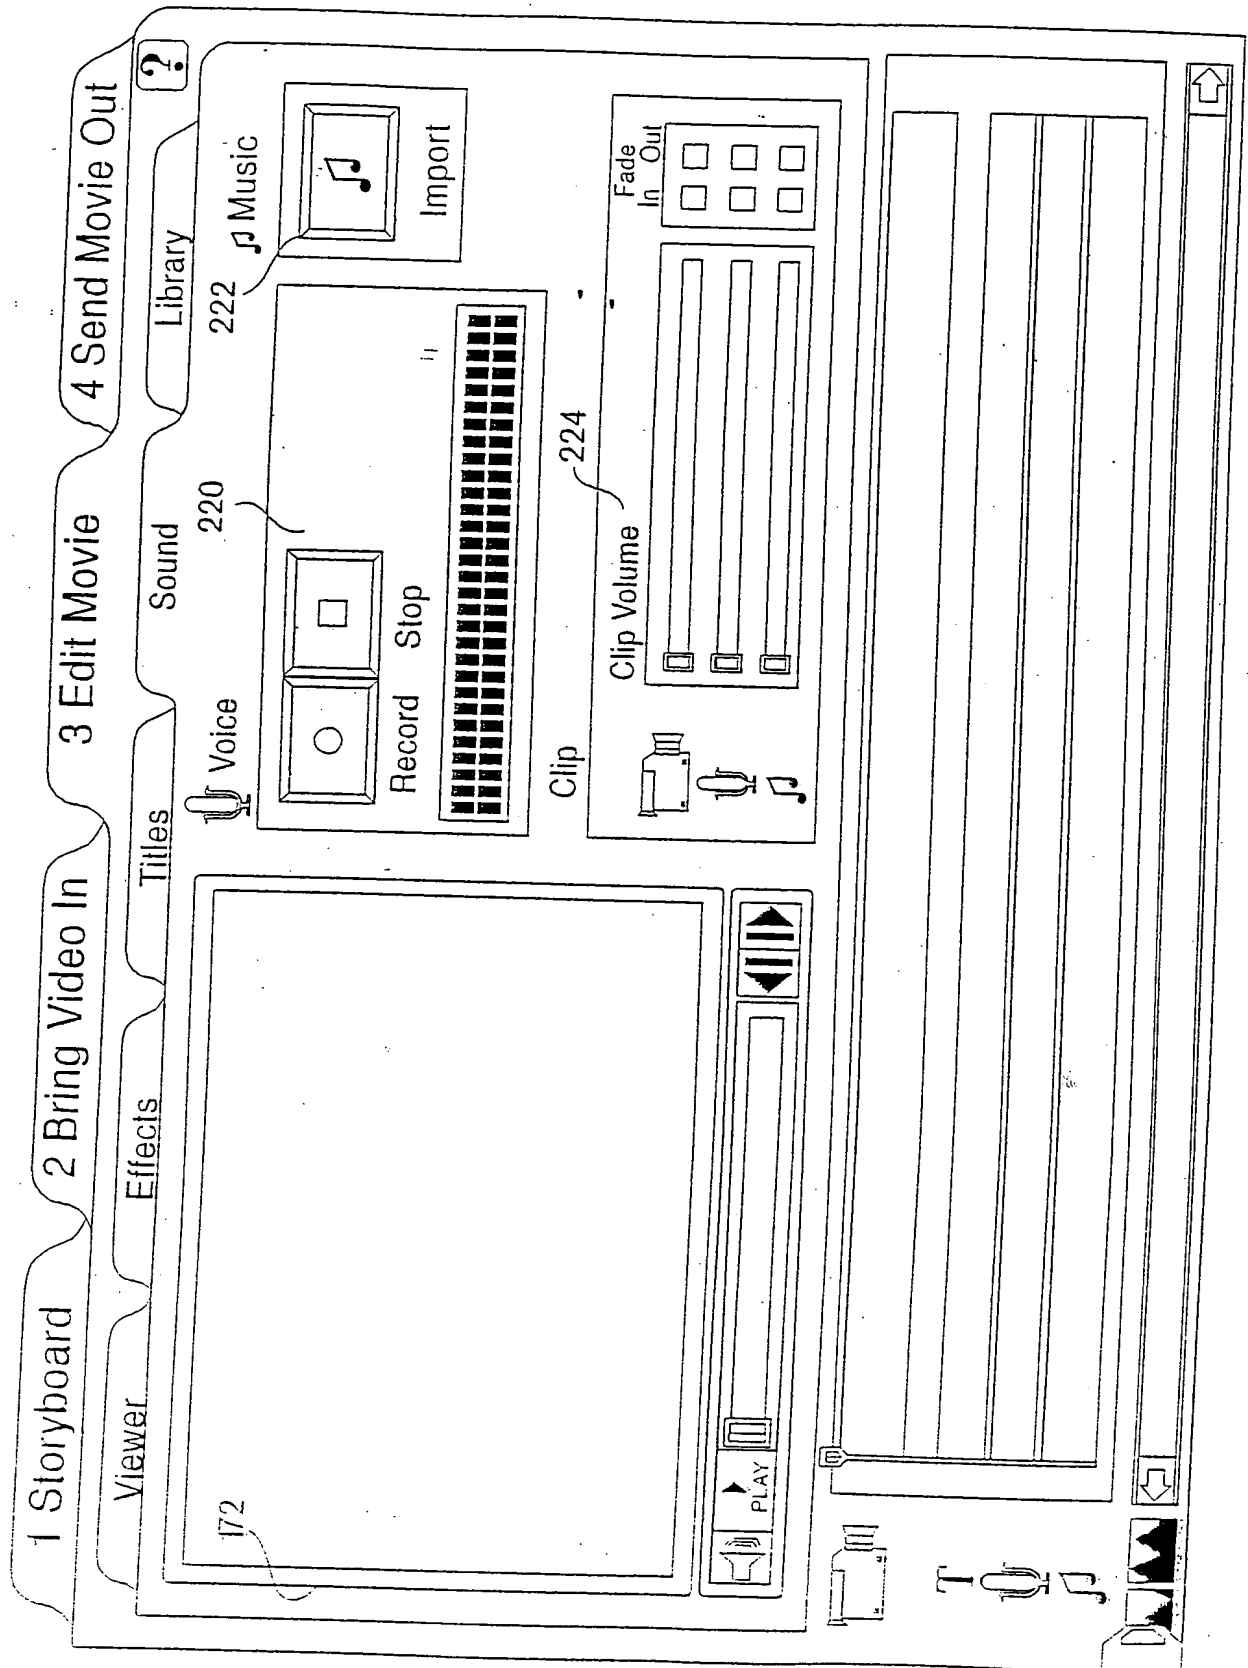 1 Storyboard
2 Bring Video In
3 Edit Movie
4 Send Movie Out
?
Viewer
Effects
Titles
Sound
Library
172
Voice
220
222
Music
Record
Stop
Import
Clip
Clip Volume
224
Fade
In
Out
PLAY
T